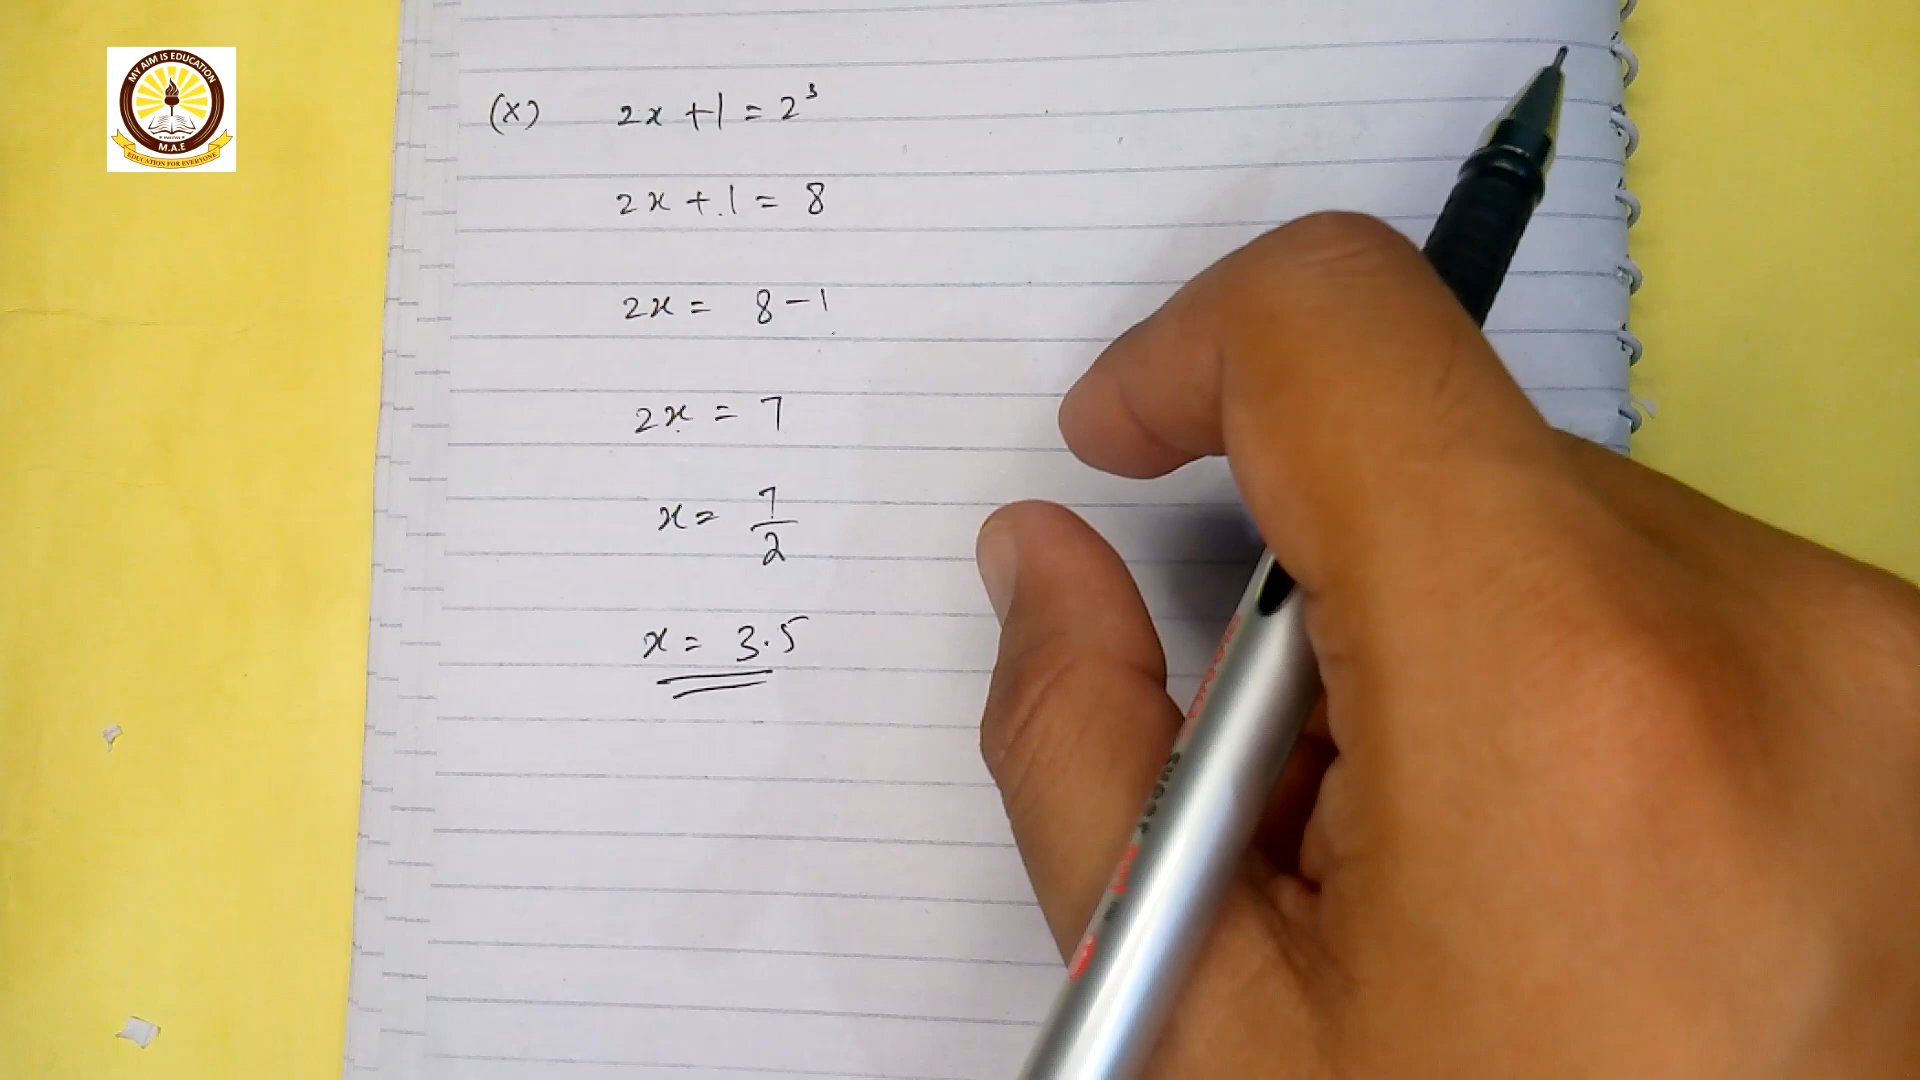 MY AIM IS EDUCATION
M.A.E
EDUCATION FOR EVERYONE
(x) 2x + 1 = 2³
2x + 1 = 8
2x = 8 - 1
2x = 7
x = 7/2
x = 3.5